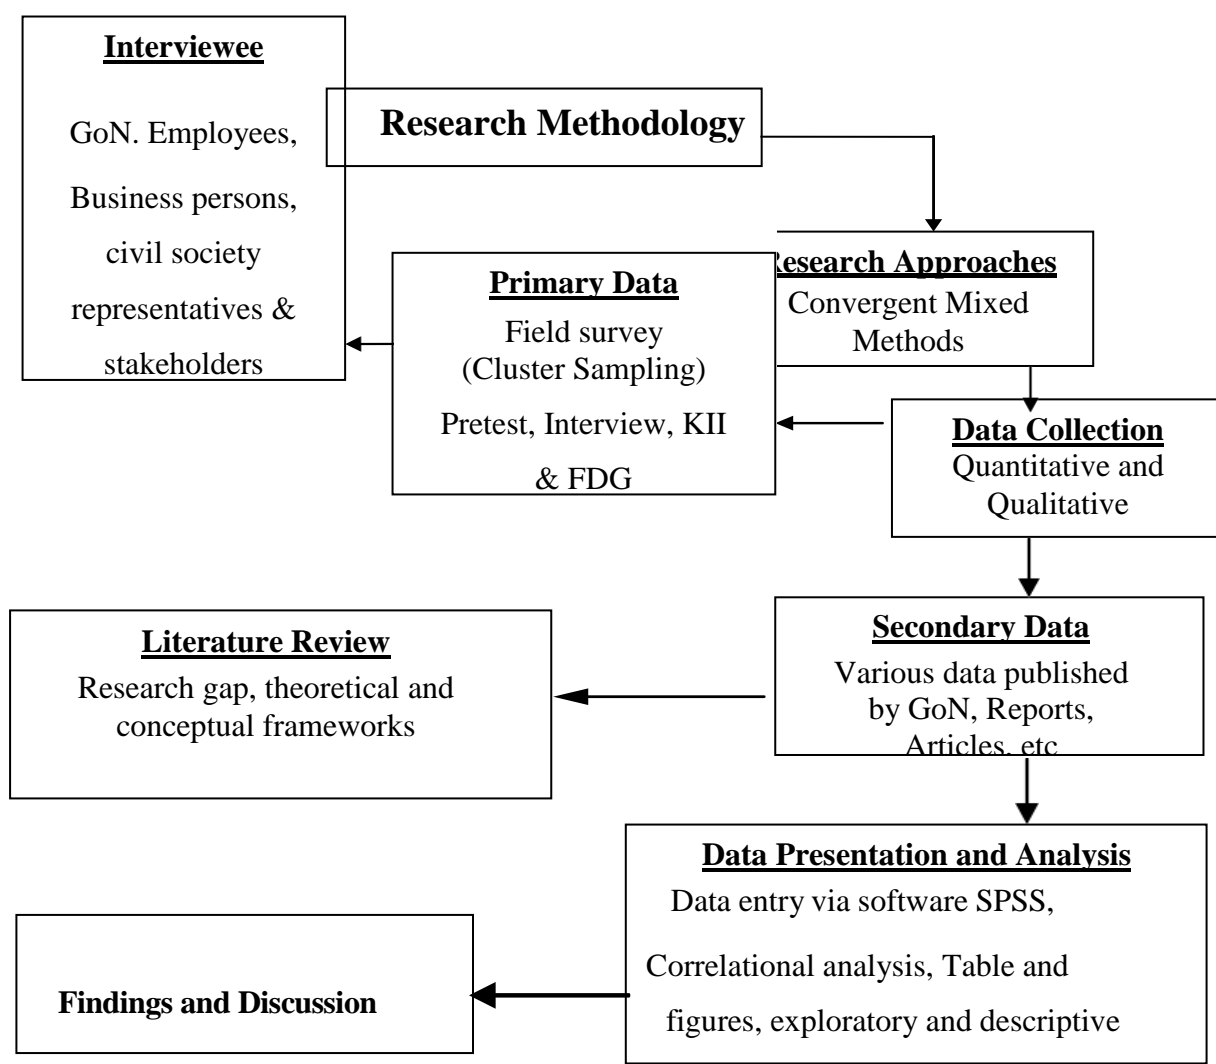 Interviewee
GoN. Employees,
Business persons,
civil society
representatives &
stakeholders
Research Methodology
Research Approaches
Convergent Mixed
Methods
Primary Data
Field survey
(Cluster Sampling)
Pretest, Interview, KII
& FDG
Data Collection
Quantitative and
Qualitative
Literature Review
Research gap, theoretical and
conceptual frameworks
Secondary Data
Various data published
by GoN, Reports,
Articles, etc
Data Presentation and Analysis
Data entry via software SPSS,
Correlational analysis, Table and
figures, exploratory and descriptive
Findings and Discussion